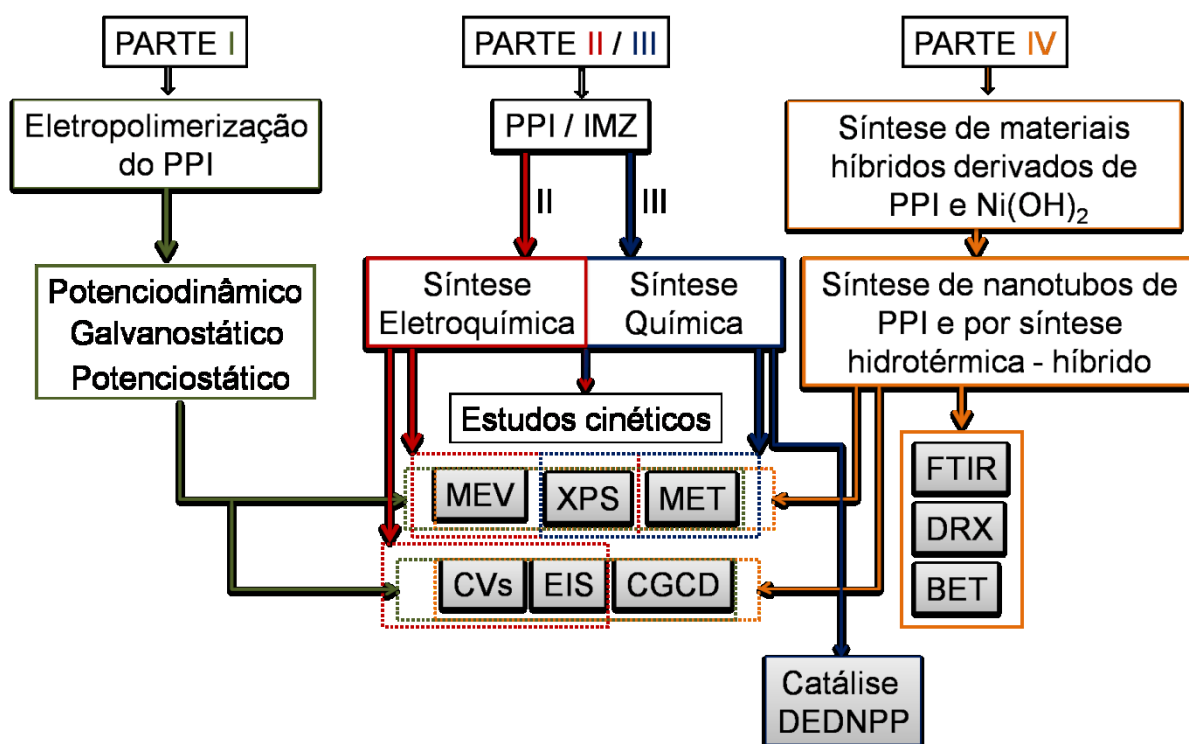 PARTE I
Eletropolimerização
do PPI
Potenciodinâmico
Galvanostático
Potenciostático
PARTE II / III
PPI / IMZ
II
III
Síntese
Eletroquímica
Síntese
Química
Estudos cinéticos
MEV
XPS
MET
CVs
EIS
CGCD
Catálise
DEDNPP
PARTE IV
Síntese de materiais
híbridos derivados de
PPI e Ni(OH)₂
Síntese de nanotubos de
PPI e por síntese
hidrotérmica - híbrido
FTIR
DRX
BET